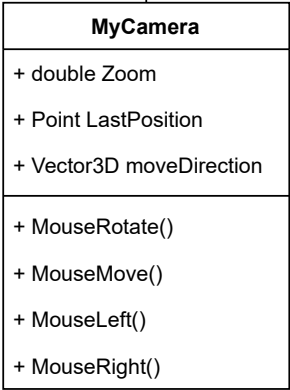 MyCamera
+ double Zoom
+ Point LastPosition
+ Vector3D moveDirection
+ MouseRotate()
+ MouseMove()
+ MouseLeft()
+ MouseRight()